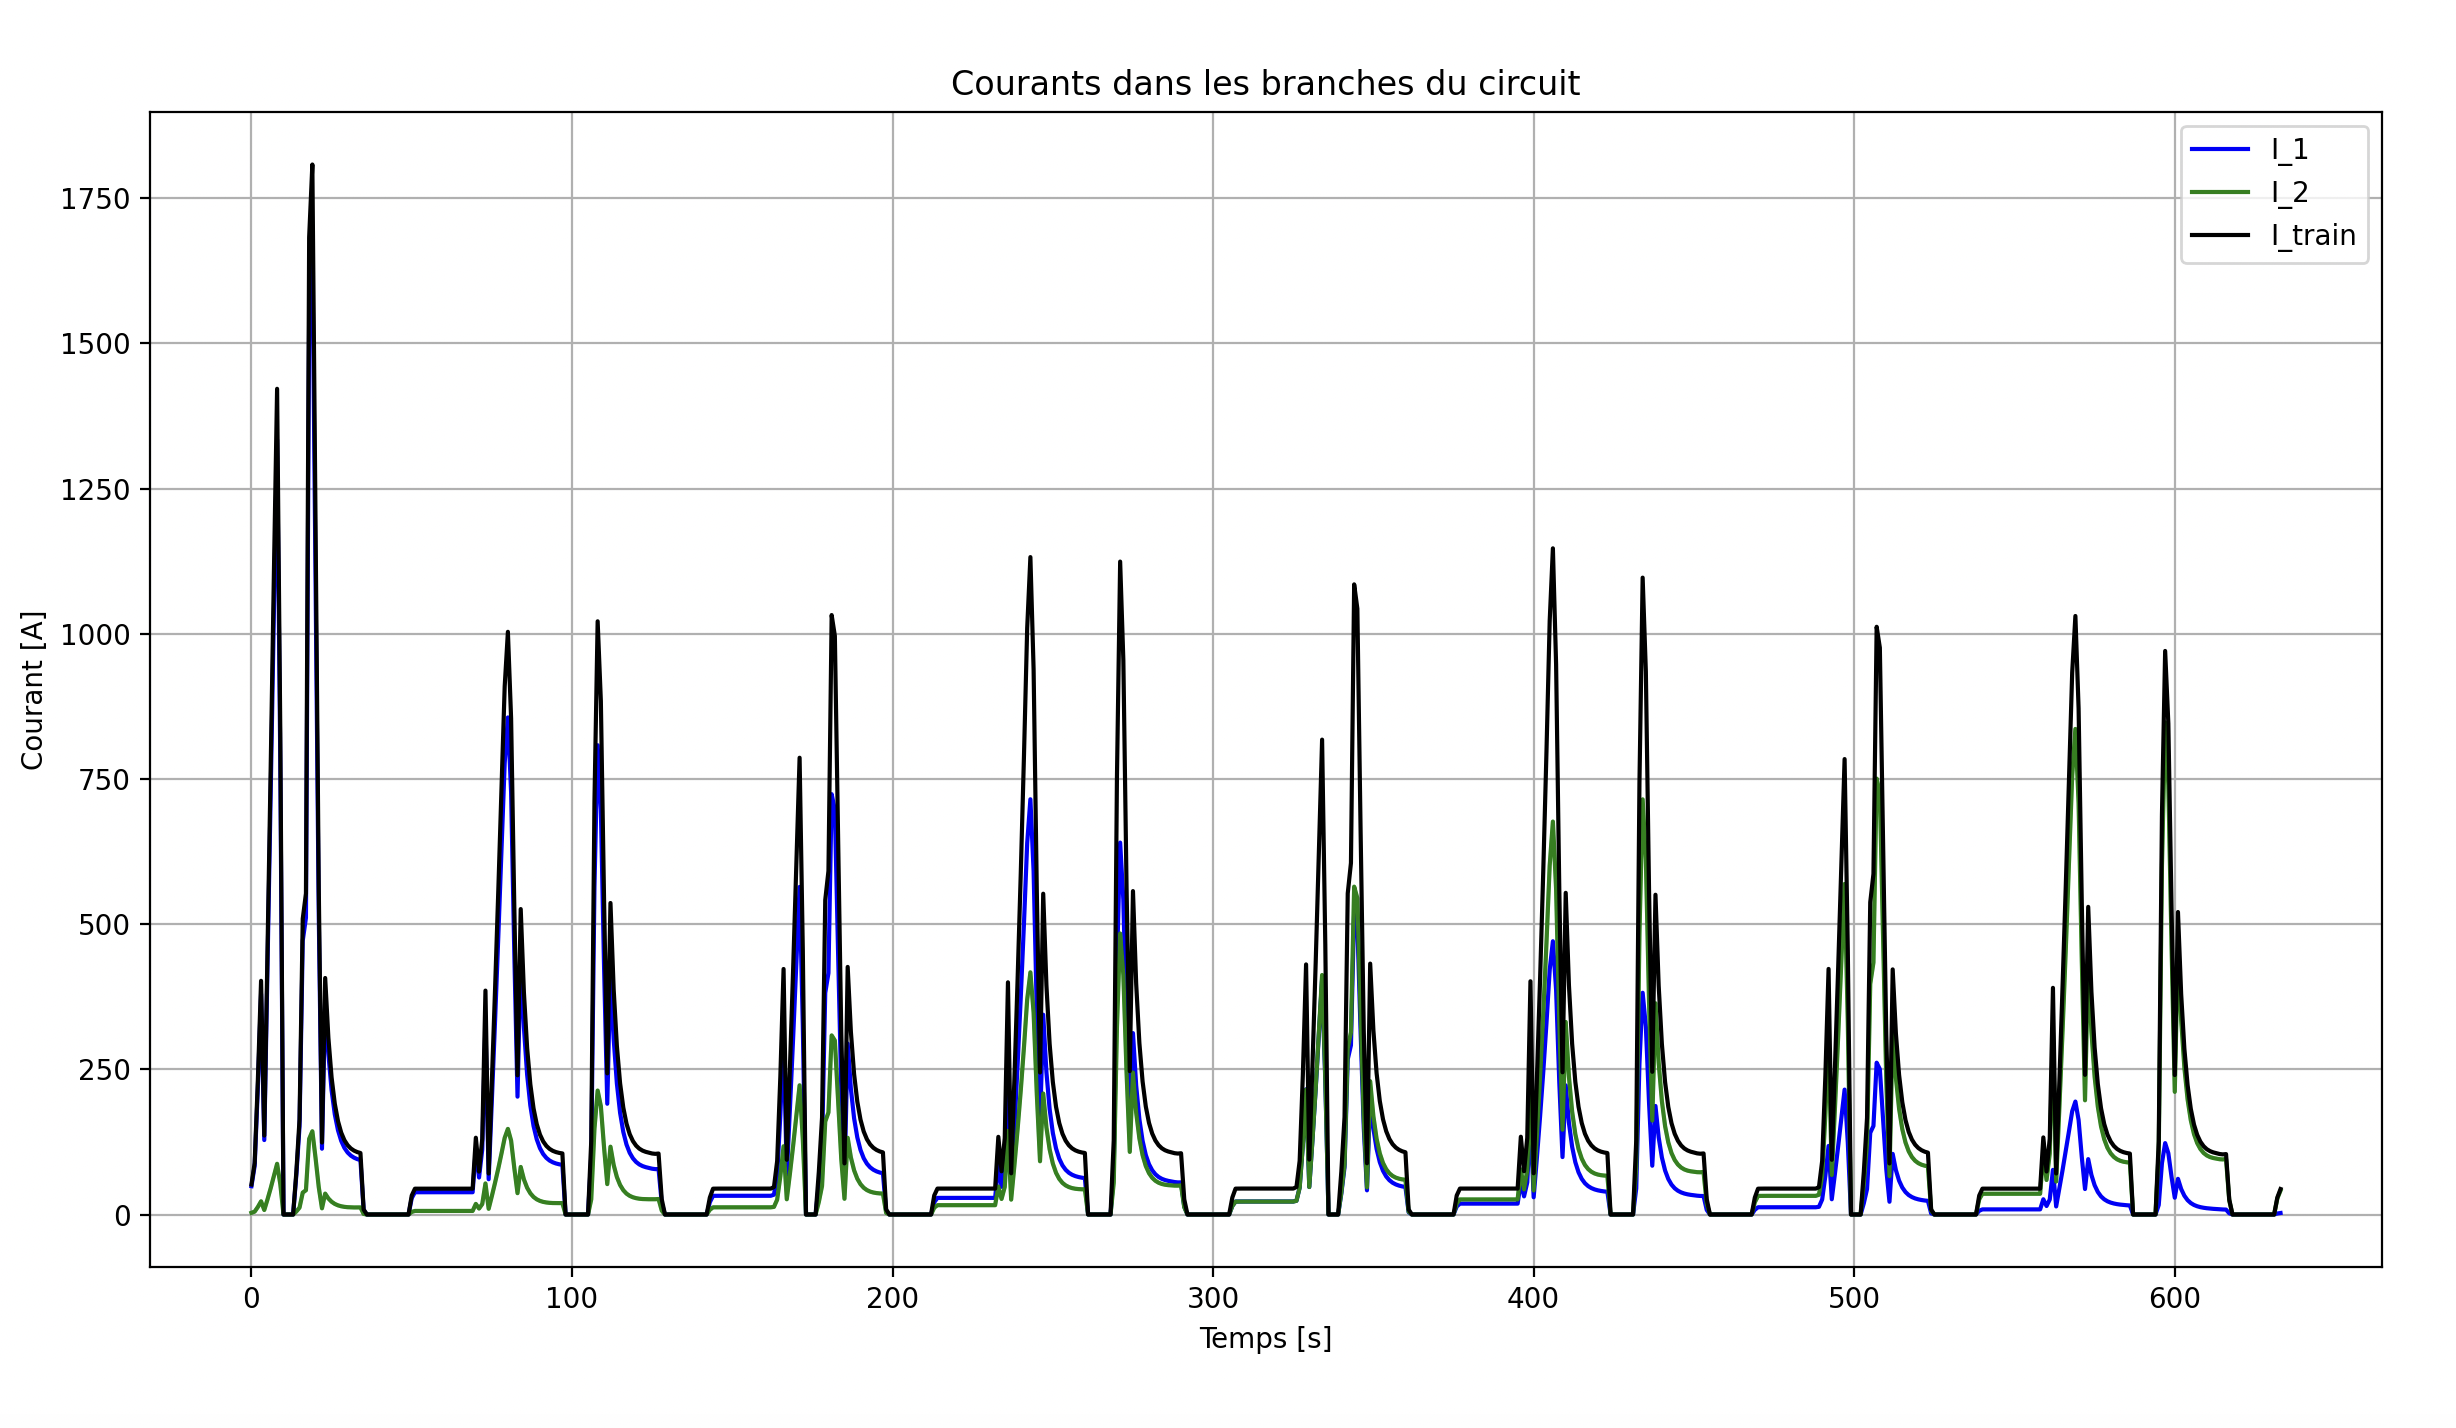 Courants dans les branches du circuit
I_1
I_2
I_train
Courant [A]
1750
1500
1250
1000
750
500
250
0
0 100 200 300 400 500 600
Temps [s]